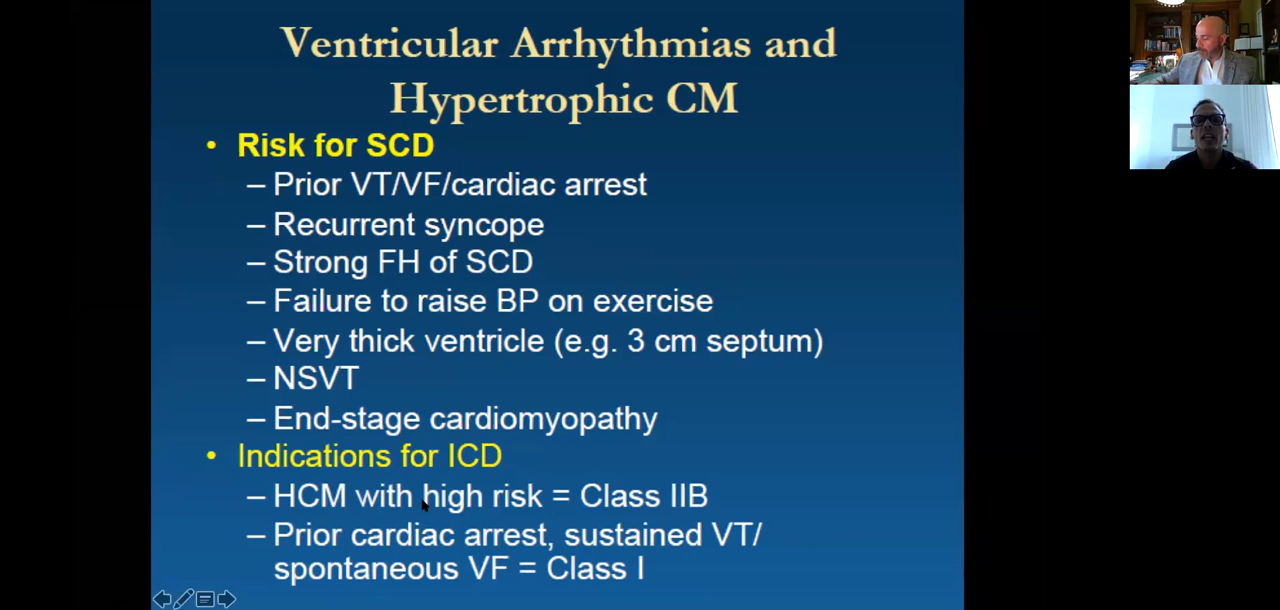 Ventricular Arrhythmias and
Hypertrophic CM
• Risk for SCD
– Prior VT/VF/cardiac arrest
– Recurrent syncope
– Strong FH of SCD
– Failure to raise BP on exercise
– Very thick ventricle (e.g. 3 cm septum)
– NSVT
– End-stage cardiomyopathy
• Indications for ICD
– HCM with high risk = Class IIB
– Prior cardiac arrest, sustained VT/
spontaneous VF = Class I